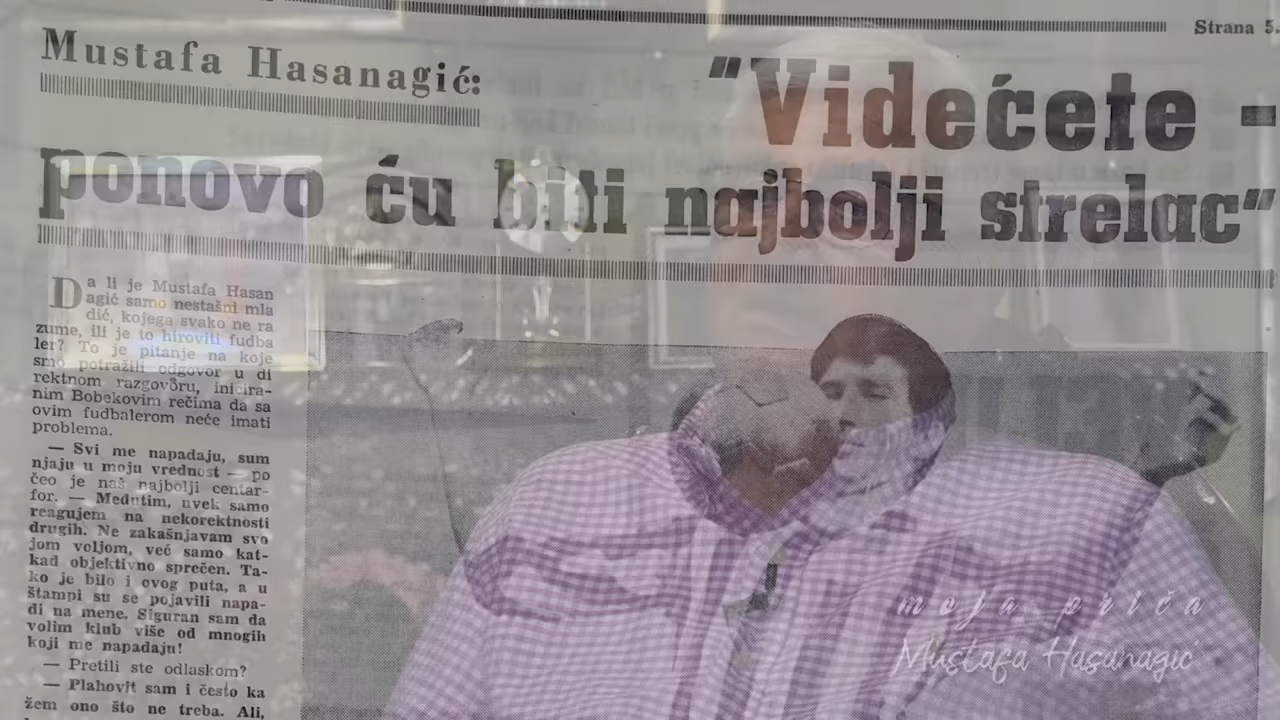 Strana 5.
Mustafa Hasanagić:
"Videćete -
ponovo ću biti najbolji strelac"
Da li je Mustafa Hasan
agić samo nestašni mla
dić, kojega svako ne ra
zume, ili je to hiroviti fudba
ler? To je pitanje na koje
smo potražili odgovor u di
rektnom razgovoru, inicira-
nim Bobekovim rečima da sa
ovim fudbalerom neće imati
problema.
— Svi me napadaju, sum
njaju u moju vrednost — po
čeo je naš najbolji centar-
for. — Međutim, uvek samo
reagujem na nekorektnosti
drugih. Ne zakašnjavam svo
jom voljom, već samo kat-
kad objektivno sprečen. Ta-
ko je bilo i ovog puta, a u
štampi su se pojavili napa-
di na mene. Siguran sam da
volim klub više od mnogih
koji me napadaju!
— Pretili ste odlaskom?
— Plahovit sam i često ka
žem ono što ne treba. Ali,
moja priča
Mustafa Hasanagic